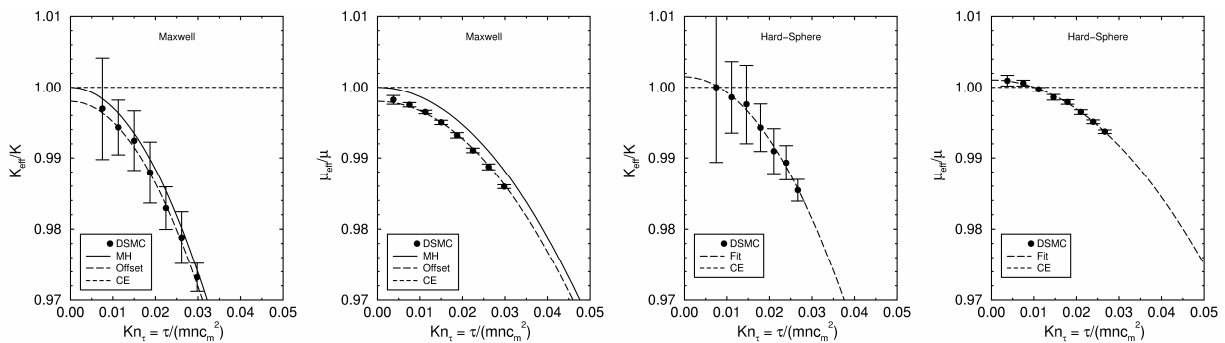 1.01
1.00
0.99
0.98
0.97
K_eff/K
Maxwell
DSMC
MH
Offset
CE
0.00 0.01 0.02 0.03 0.04 0.05
Kn_τ = τ/(mnc_m^2)
1.01
1.00
0.99
0.98
0.97
μ_eff/μ
Maxwell
DSMC
MH
Offset
CE
0.00 0.01 0.02 0.03 0.04 0.05
Kn_τ = τ/(mnc_m^2)
1.01
1.00
0.99
0.98
0.97
K_eff/K
Hard-Sphere
DSMC
Fit
CE
0.00 0.01 0.02 0.03 0.04 0.05
Kn_τ = τ/(mnc_m^2)
1.01
1.00
0.99
0.98
0.97
μ_eff/μ
Hard-Sphere
DSMC
Fit
CE
0.00 0.01 0.02 0.03 0.04 0.05
Kn_τ = τ/(mnc_m^2)